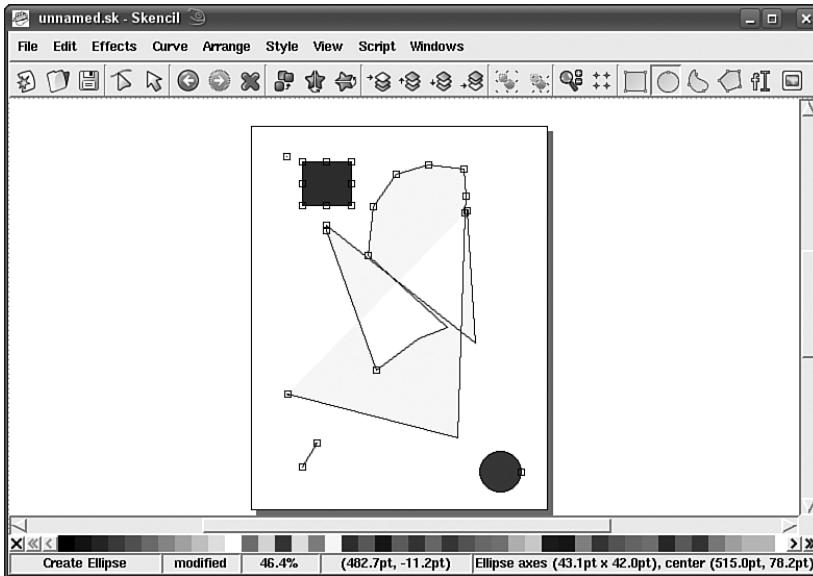 unnamed.sk - Skencil
File Edit Effects Curve Arrange Style View Script Windows
Create Ellipse modified 46.4% (482.7pt, -11.2pt) Ellipse axes (43.1pt x 42.0pt), center (515.0pt, 78.2pt)